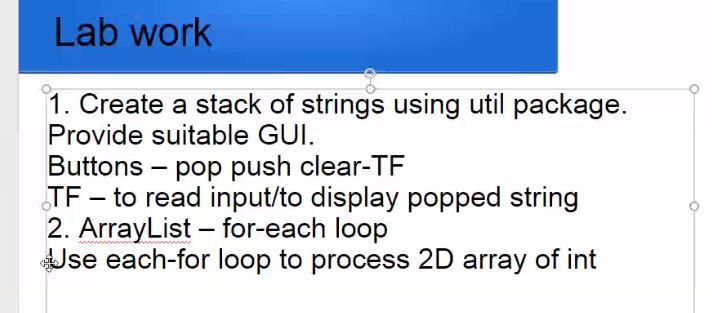 Lab work
1. Create a stack of strings using util package.
Provide suitable GUI.
Buttons – pop push clear-TF
TF – to read input/to display popped string
2. ArrayList – for-each loop
Use each-for loop to process 2D array of int